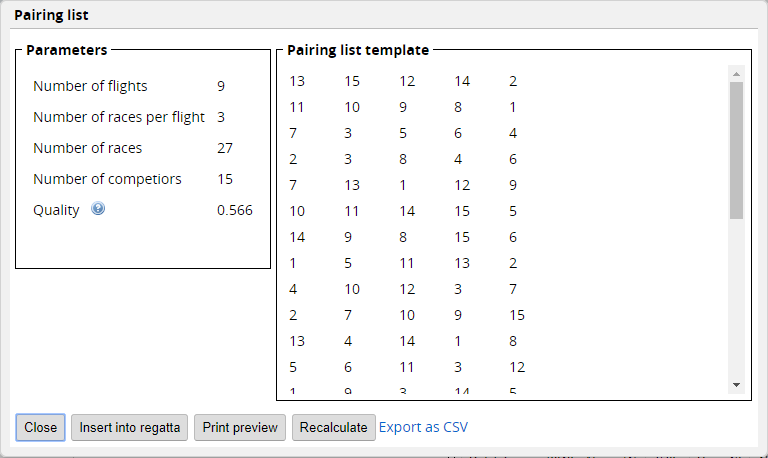 Pairing list
Parameters
Number of flights 9
Number of races per flight 3
Number of races 27
Number of competiors 15
Quality 0.566
Pairing list template
13 15 12 14 2
11 10 9 8 1
7 3 5 6 4
2 3 8 4 6
7 13 1 12 9
10 11 14 15 5
14 9 8 15 6
1 5 11 13 2
4 10 12 3 7
2 7 10 9 15
13 4 14 1 8
5 6 11 3 12
1 9 3 14 5
Close Insert into regatta Print preview Recalculate Export as CSV